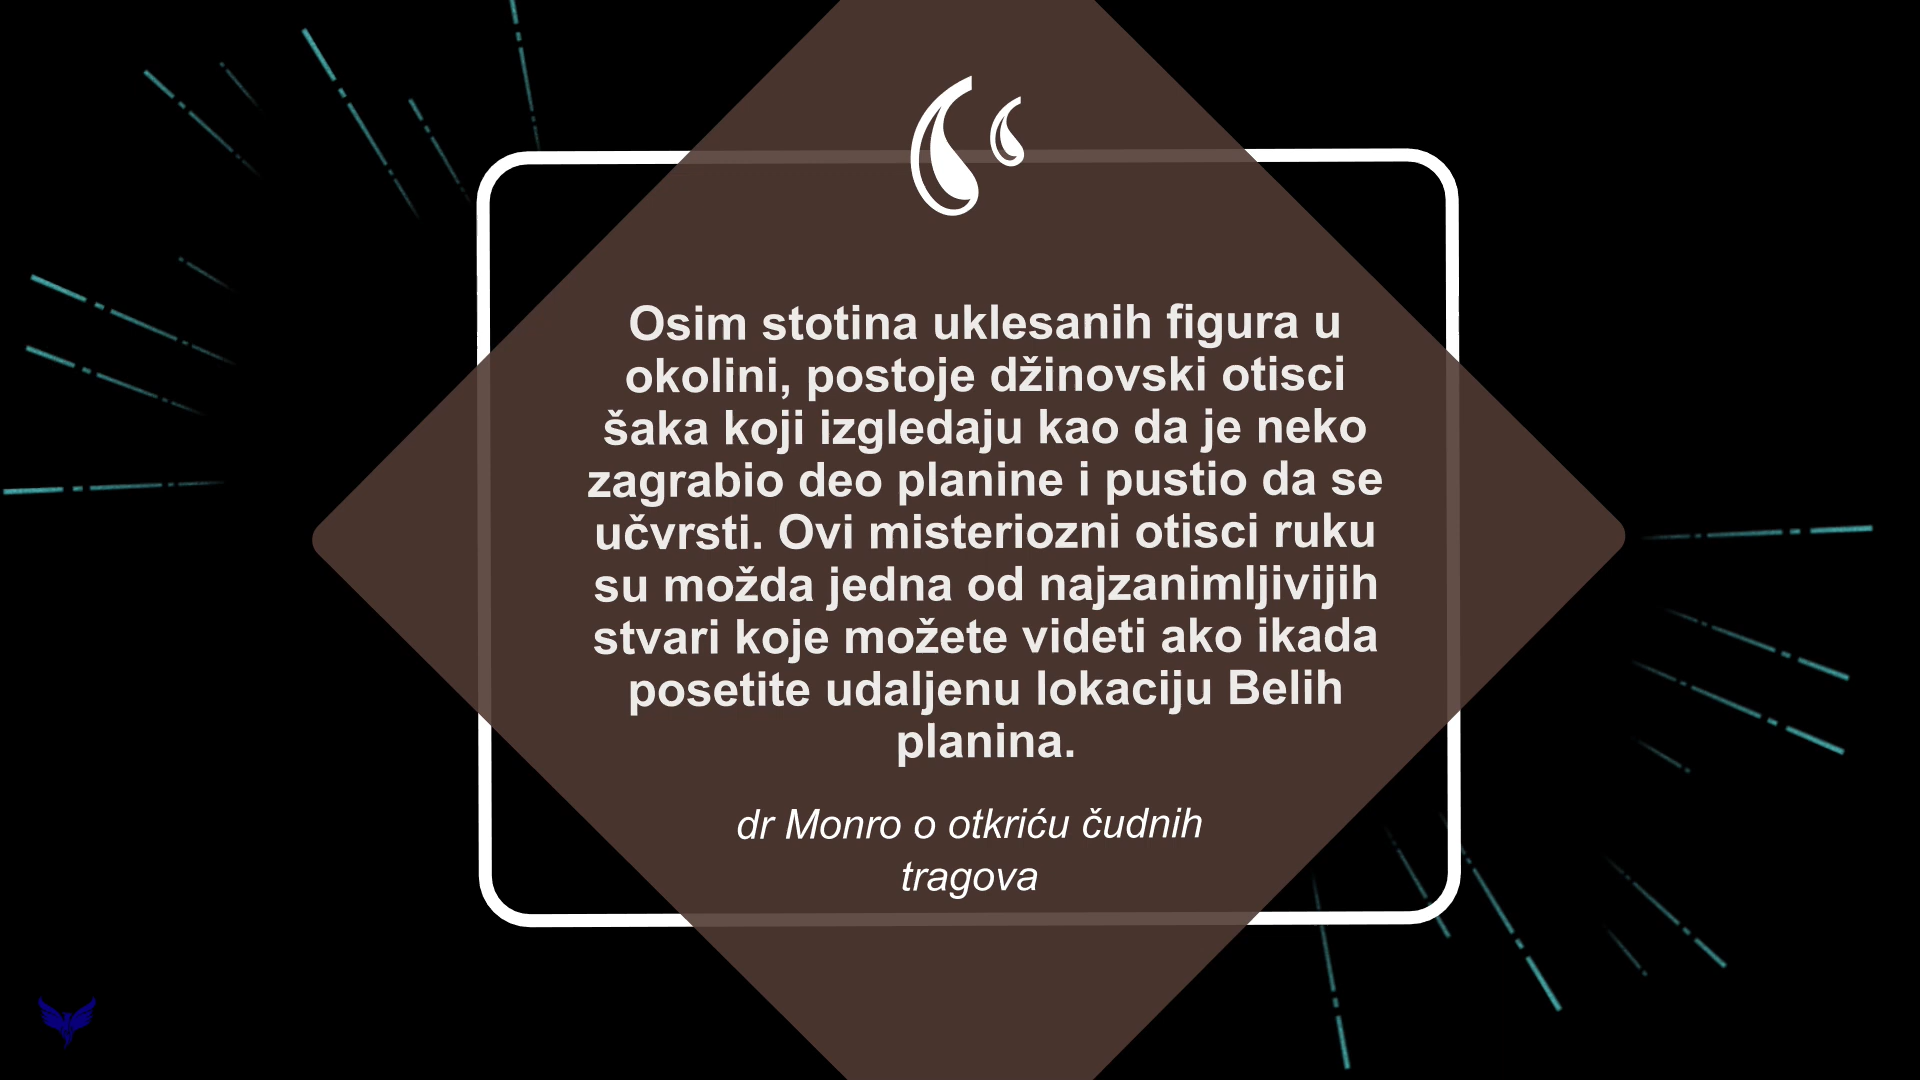 Osim stotina uklesanih figura u
okolini, postoje džinovski otisci
šaka koji izgledaju kao da je neko
zagrabio deo planine i pustio da se
učvrsti. Ovi misteriozni otisci ruku
su možda jedna od najzanimljivijih
stvari koje možete videti ako ikada
posetite udaljenu lokaciju Belih
planina.
dr Monro o otkriću čudnih
tragova